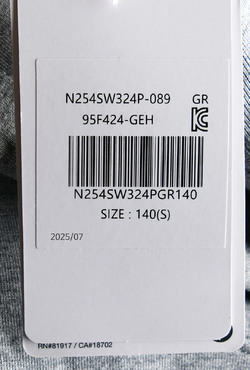 N254SW324P-089 GR
95F424-GEH
N254SW324PGR140
SIZE : 140(S)
2025/07
RN#81917 / CA#18702